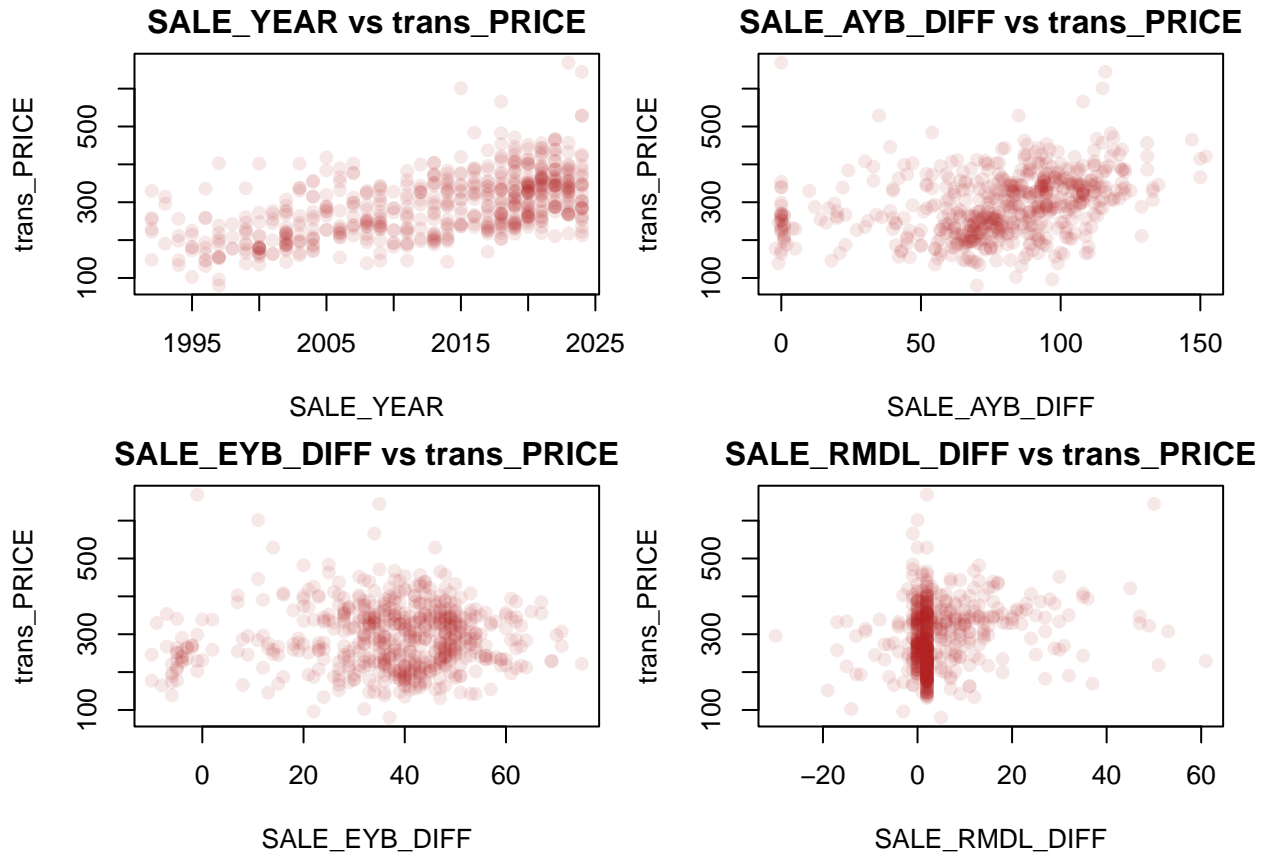 SALE_YEAR vs trans_PRICE
trans_PRICE
100
300
500
1995
2005
2015
2025
SALE_YEAR
SALE_AYB_DIFF vs trans_PRICE
trans_PRICE
100
300
500
0
50
100
150
SALE_AYB_DIFF
SALE_EYB_DIFF vs trans_PRICE
trans_PRICE
100
300
500
0
20
40
60
SALE_EYB_DIFF
SALE_RMDL_DIFF vs trans_PRICE
trans_PRICE
100
300
500
−20
0
20
40
60
SALE_RMDL_DIFF